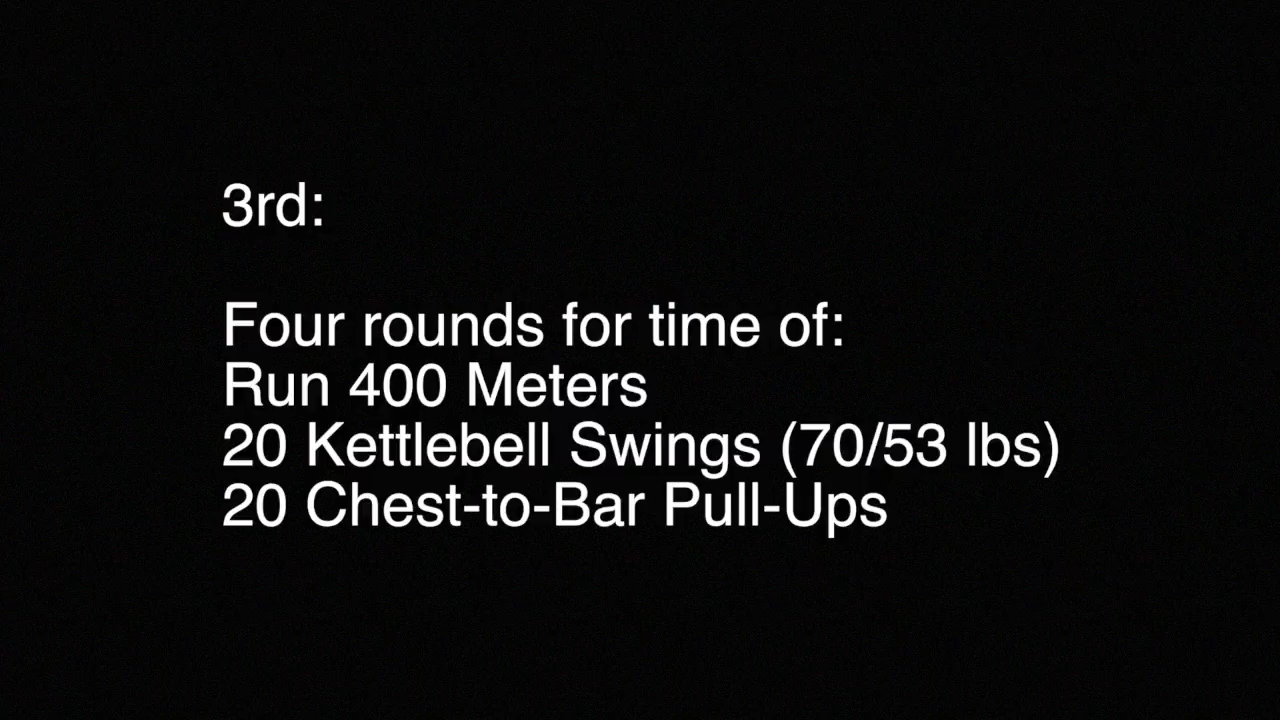 3rd:
Four rounds for time of:
Run 400 Meters
20 Kettlebell Swings (70/53 lbs)
20 Chest-to-Bar Pull-Ups